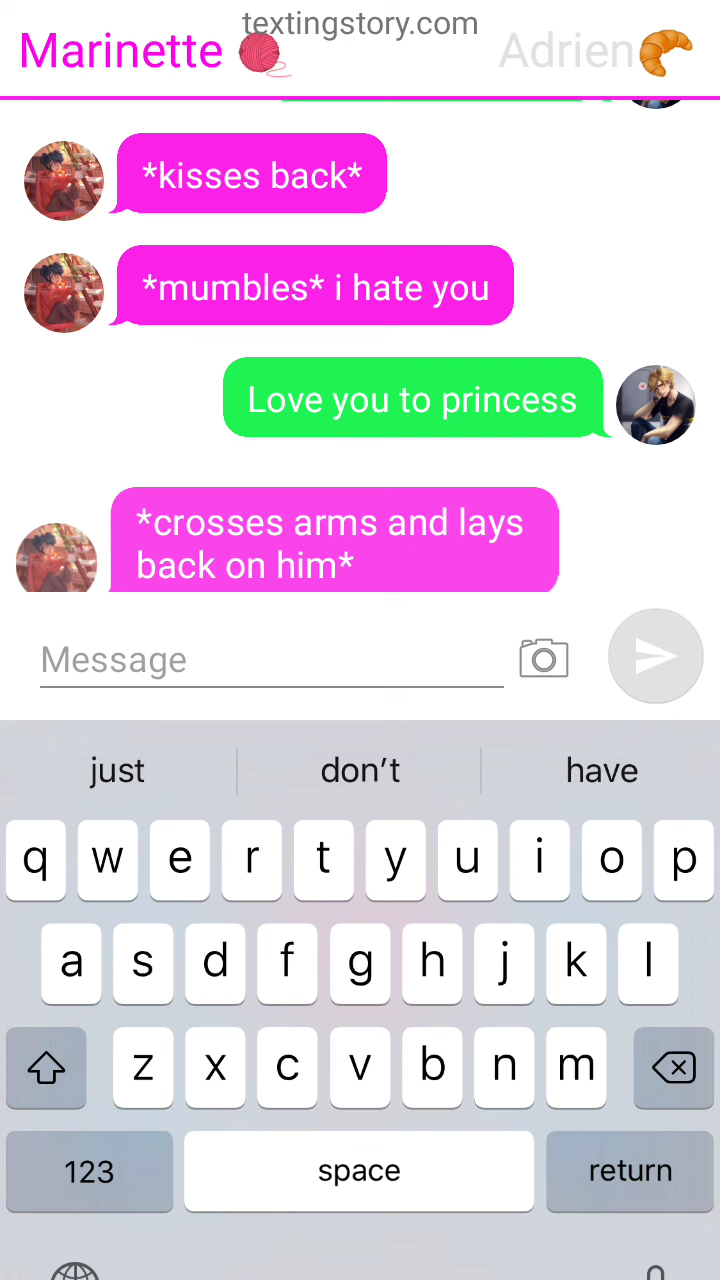 textingstory.com
Marinette 🧶 Adrien🥐
*kisses back*
*mumbles* i hate you
Love you to princess
*crosses arms and lays
back on him*
Message
just don't have
q w e r t y u i o p
a s d f g h j k l
z x c v b n m
123 space return